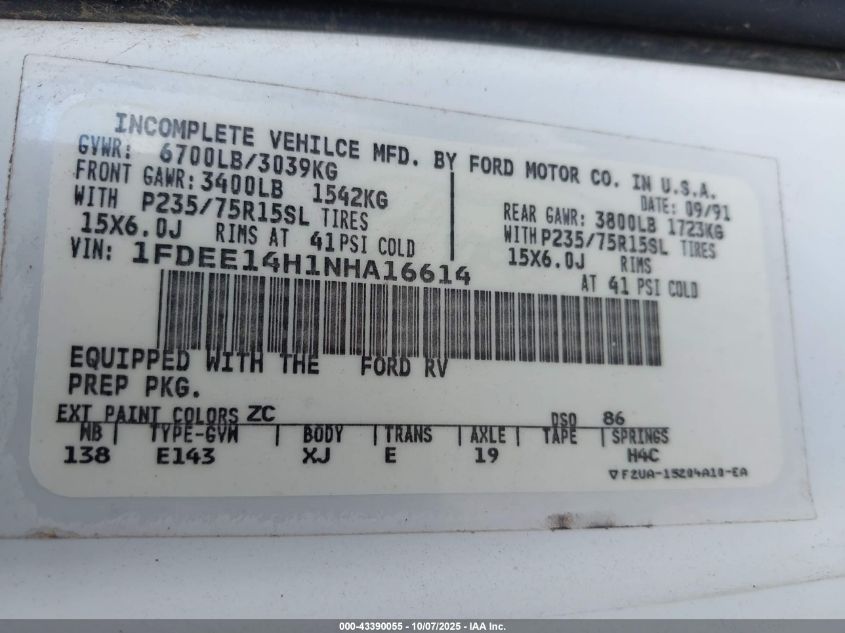 INCOMPLETE VEHILCE MFD. BY FORD MOTOR CO. IN U.S.A.
GVWR: 6700LB/3039KG
DATE: 09/91
FRONT GAWR: 3400LB 1542KG
REAR GAWR: 3800LB 1723KG
WITH P235/75R15SL TIRES
WITH P235/75R15SL TIRES
15X6.0J RIMS AT 41 PSI COLD
15X6.0J RIMS
AT 41 PSI COLD
VIN: 1FDEE14H1NHA16614
EQUIPPED WITH THE FORD RV
PREP PKG.
EXT PAINT COLORS ZC DSO 86
WB | TYPE-GVW | BODY | TRANS | AXLE | TAPE | SPRINGS
138 E143 XJ E 19 H4C
▽F2UA-15204A10-EA
000-43390055 - 10/07/2025 - IAA Inc.